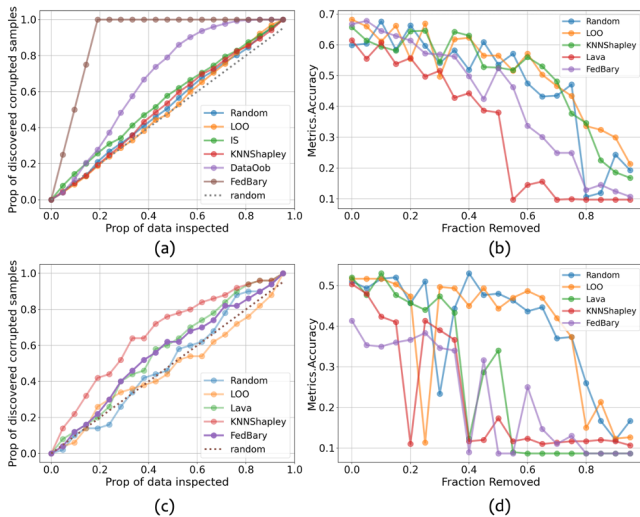 Prop of discovered corrupted samples
1.0
0.8
0.6
0.4
0.2
0.0
Random
LOO
IS
KNNShapley
DataOob
FedBary
random
0.0 0.2 0.4 0.6 0.8 1.0
Prop of data inspected
(a)
Metrics.Accuracy
0.7
0.6
0.5
0.4
0.3
0.2
0.1
Random
LOO
KNNShapley
Lava
FedBary
0.0 0.2 0.4 0.6 0.8
Fraction Removed
(b)
Prop of discovered corrupted samples
1.0
0.8
0.6
0.4
0.2
0.0
Random
LOO
Lava
KNNShapley
FedBary
random
0.0 0.2 0.4 0.6 0.8 1.0
Prop of data inspected
(c)
Metrics.Accuracy
0.5
0.4
0.3
0.2
0.1
Random
LOO
Lava
KNNShapley
FedBary
0.0 0.2 0.4 0.6 0.8
Fraction Removed
(d)